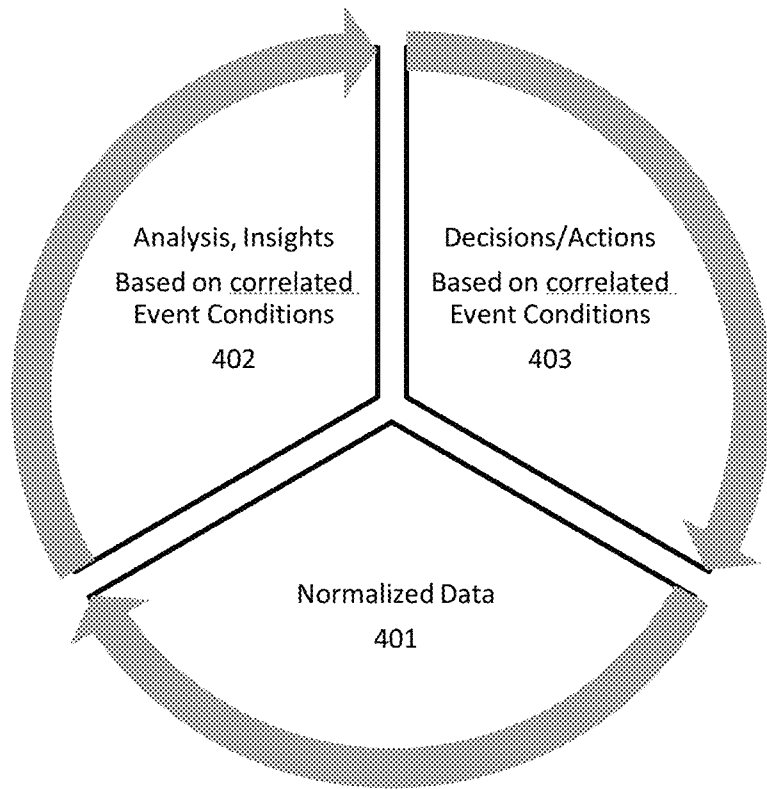 Analysis, Insights
Based on correlated
Event Conditions
402
Decisions/Actions
Based on correlated
Event Conditions
403
Normalized Data
401